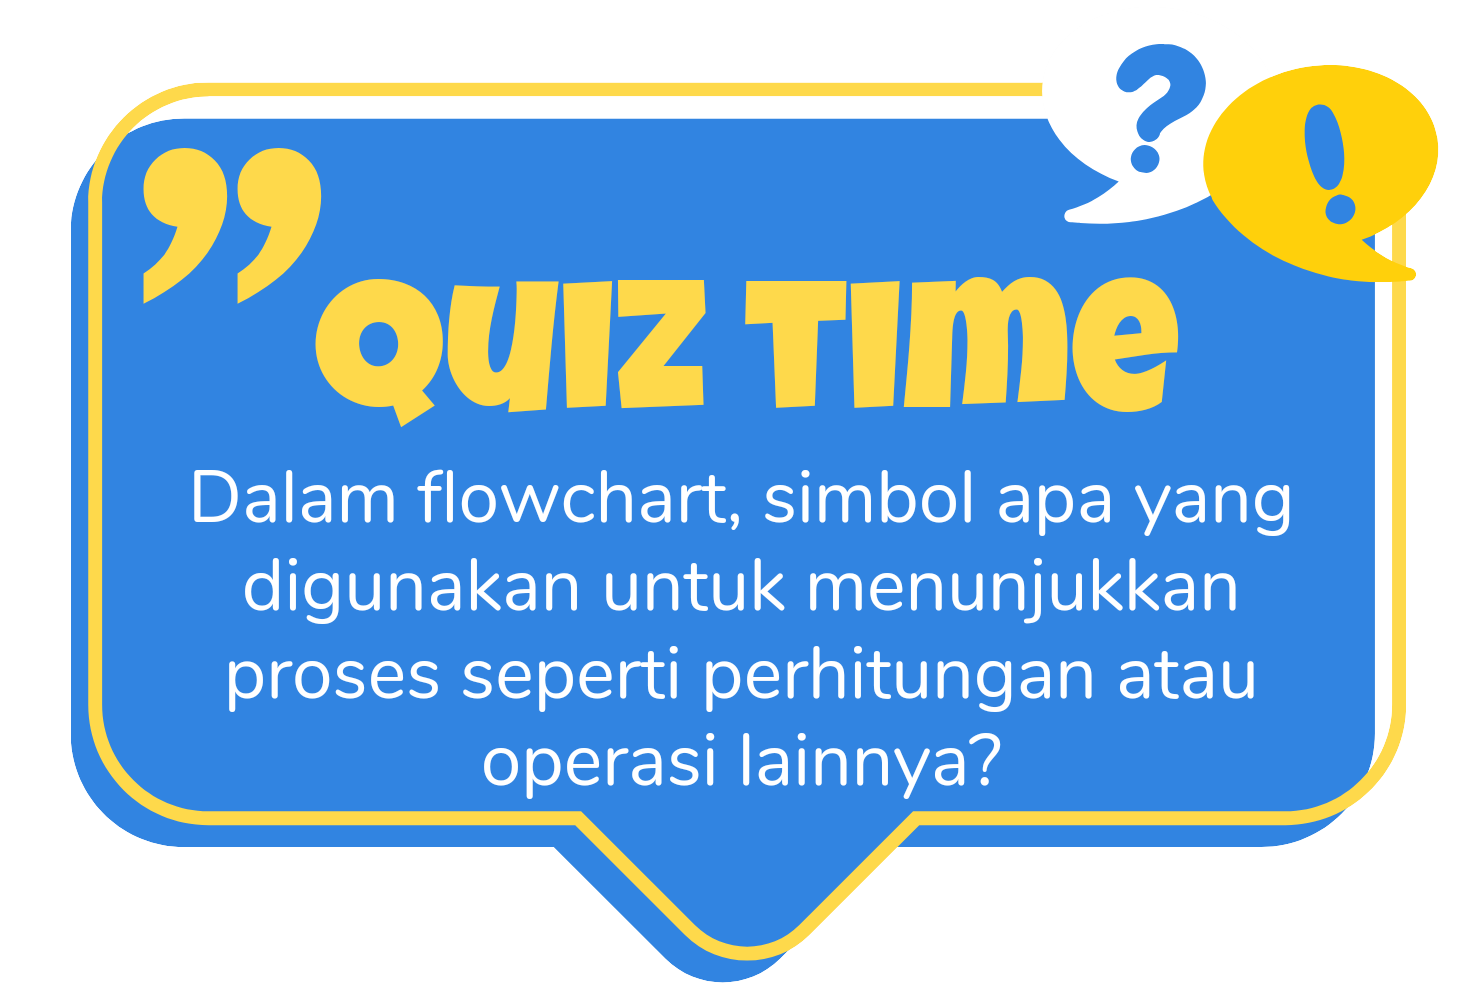 ”
QUIZ TIME
? !
Dalam flowchart, simbol apa yang
digunakan untuk menunjukkan
proses seperti perhitungan atau
operasi lainnya?